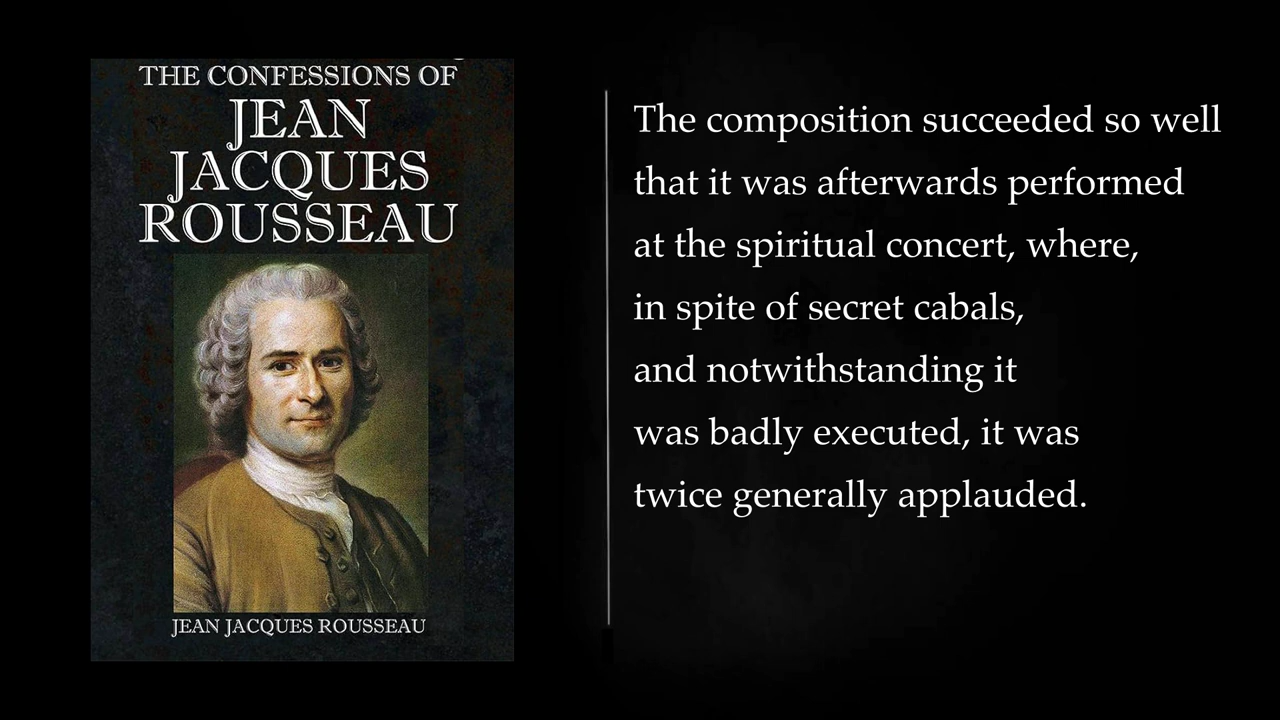 THE CONFESSIONS OF
JEAN
JACQUES
ROUSSEAU
JEAN JACQUES ROUSSEAU
The composition succeeded so well
that it was afterwards performed
at the spiritual concert, where,
in spite of secret cabals,
and notwithstanding it
was badly executed, it was
twice generally applauded.